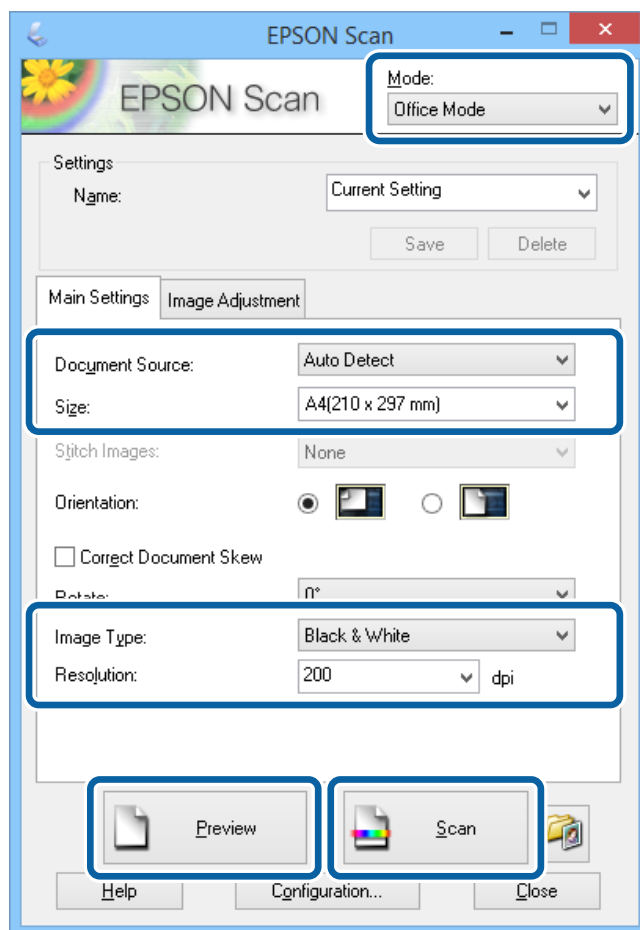 EPSON Scan
EPSON Scan
Mode:
Office Mode
Settings
Name: Current Setting
Save Delete
Main Settings Image Adjustment
Document Source: Auto Detect
Size: A4(210 x 297 mm)
Stitch Images: None
Orientation:
Correct Document Skew
Rotate: 0°
Image Type: Black & White
Resolution: 200 dpi
Preview Scan
Help Configuration... Close